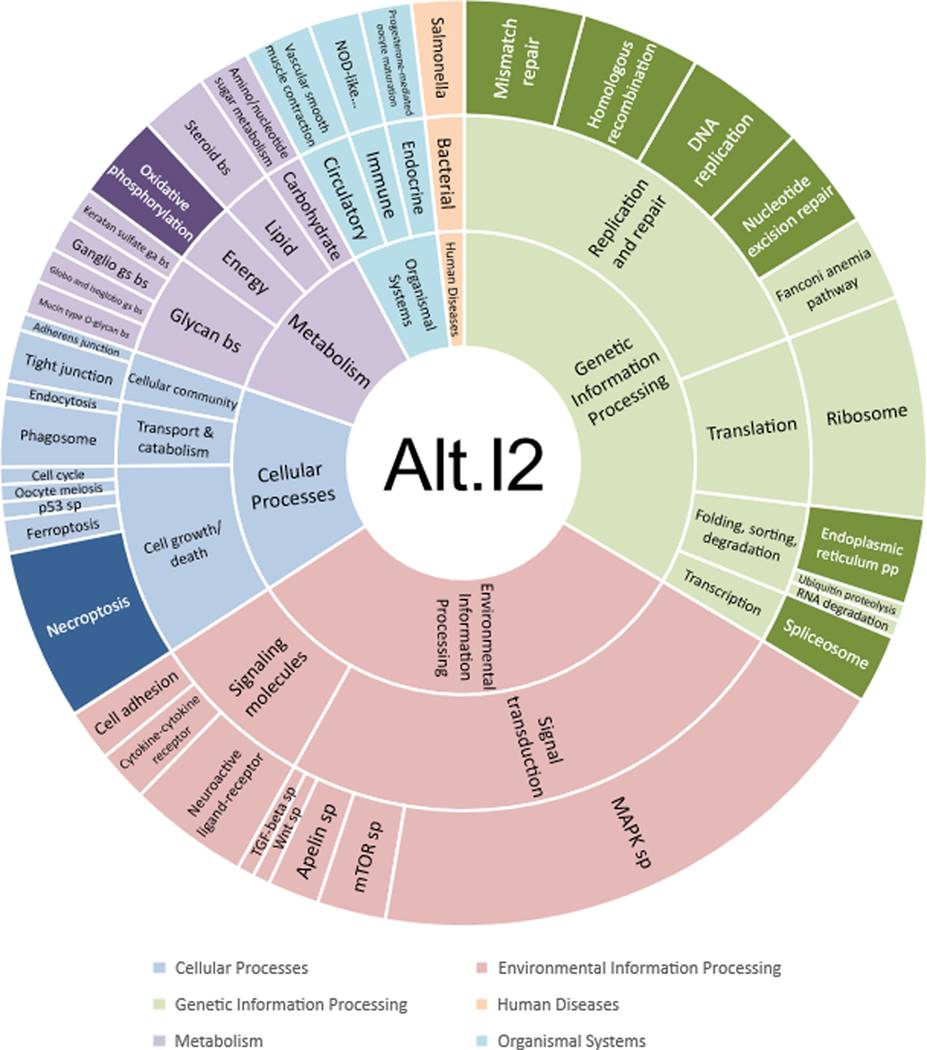 Alt.I2
Genetic
Information
Processing
Replication
and repair
Mismatch
repair
Homologous
recombination
DNA
replication
Nucleotide
excision repair
Fanconi anemia
pathway
Translation
Ribosome
Folding, sorting,
degradation
Endoplasmic
reticulum pp
Ubiquitin proteolysis
RNA degradation
Transcription
Spliceosome
Environmental
Information
Processing
Signal
transduction
MAPK sp
mTOR sp
Apelin sp
Wnt sp
TGF-beta sp
Signaling
molecules
Neuroactive
ligand-receptor
Cytokine-cytokine
receptor
Cell adhesion
Cellular
Processes
Cell growth/
death
Necroptosis
Ferroptosis
p53 sp
Oocyte meiosis
Cell cycle
Transport &
catabolism
Phagosome
Endocytosis
Cellular community
Tight junction
Adherens junction
Metabolism
Glycan bs
Mucin type O-glycan bs
Globo and isoglobo gs bs
Ganglio gs bs
Keratan sulfate ga bs
Energy
Oxidative
phosphorylation
Lipid
Steroid bs
Carbohydrate
Amino/nucleotide
sugar metabolism
Organismal
Systems
Circulatory
Vascular smooth
muscle contraction
Immune
NOD-like...
Endocrine
Progesterone-mediated
oocyte maturation
Human Diseases
Bacterial
Salmonella
Cellular Processes
Environmental Information Processing
Genetic Information Processing
Human Diseases
Metabolism
Organismal Systems